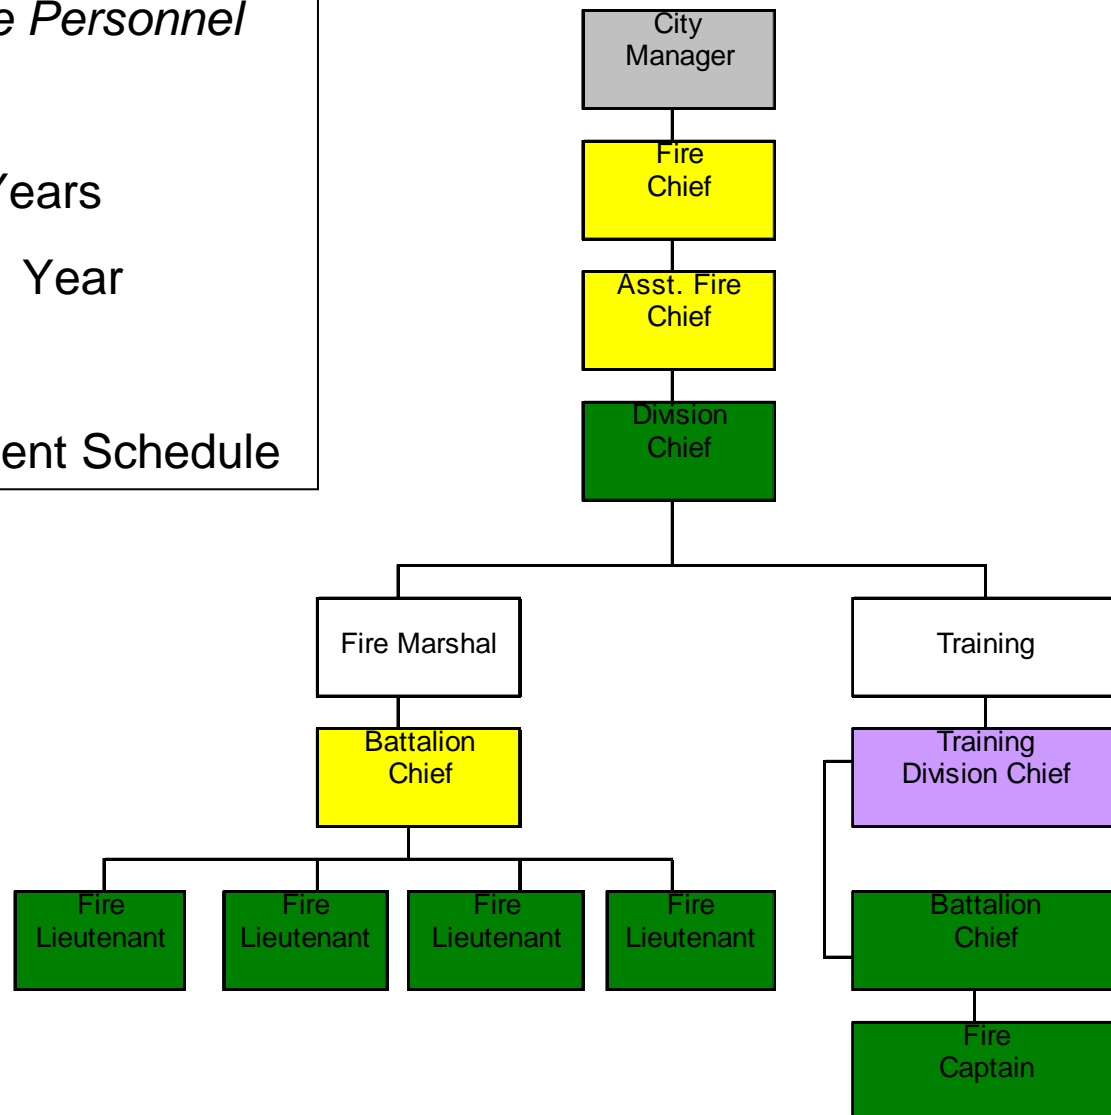 Personnel
Years
Year
Schedule
City
Manager
Fire
Chief
Asst. Fire
Chief
Division
Chief
Fire Marshal
Training
Battalion
Chief
Training
Division Chief
Fire
Lieutenant
Fire
Lieutenant
Fire
Lieutenant
Fire
Lieutenant
Battalion
Chief
Fire
Captain